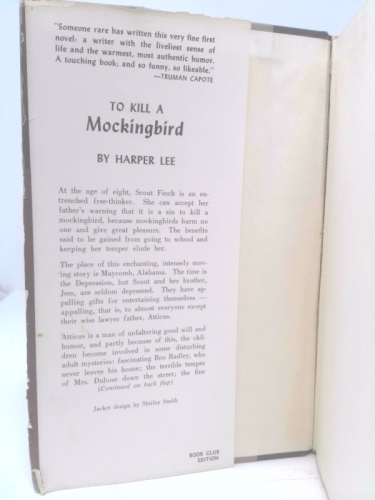 "Someone rare has written this very fine first
novel: a writer with the liveliest sense of
life and the warmest, most authentic humor.
A touching book; and so funny, so likeable."
—TRUMAN CAPOTE
TO KILL A
Mockingbird
BY HARPER LEE
At the age of eight, Scout Finch is an en-
trenched free-thinker. She can accept her
father's warning that it is a sin to kill a
mockingbird, because mockingbirds harm no
one and give great pleasure. The benefits
said to be gained from going to school and
keeping her temper elude her.
The place of this enchanting, intensely mov-
ing story is Maycomb, Alabama. The time is
the Depression, but Scout and her brother,
Jem, are seldom depressed. They have ap-
palling gifts for entertaining themselves —
appalling, that is, to almost everyone except
their wise lawyer father, Atticus.
Atticus is a man of unfaltering good will and
humor, and partly because of this, the chil-
dren become involved in some disturbing
adult mysteries: fascinating Boo Radley, who
never leaves his house; the terrible temper
of Mrs. Dubose down the street; the fine
(Continued on back flap)
Jacket design by Shirley Smith
BOOK CLUB
EDITION